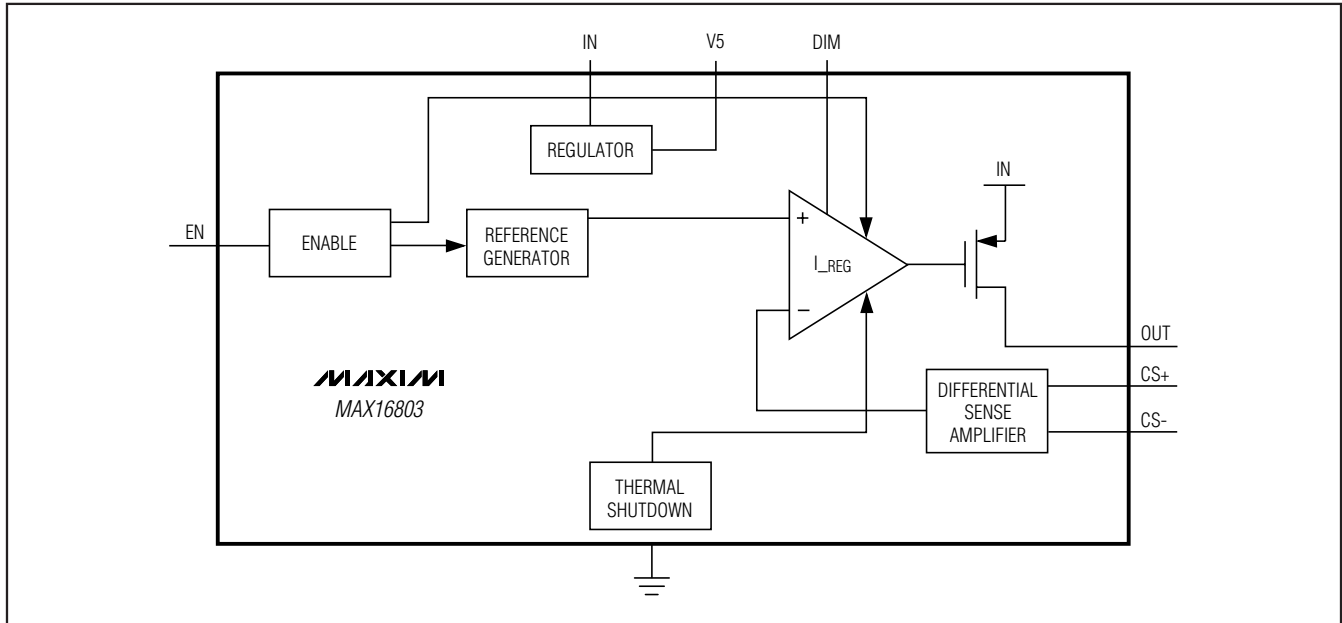 IN
V5
DIM
REGULATOR
IN
EN
ENABLE
REFERENCE
GENERATOR
+
I_REG
−
OUT
CS+
CS-
DIFFERENTIAL
SENSE
AMPLIFIER
MAXIM
MAX16803
THERMAL
SHUTDOWN